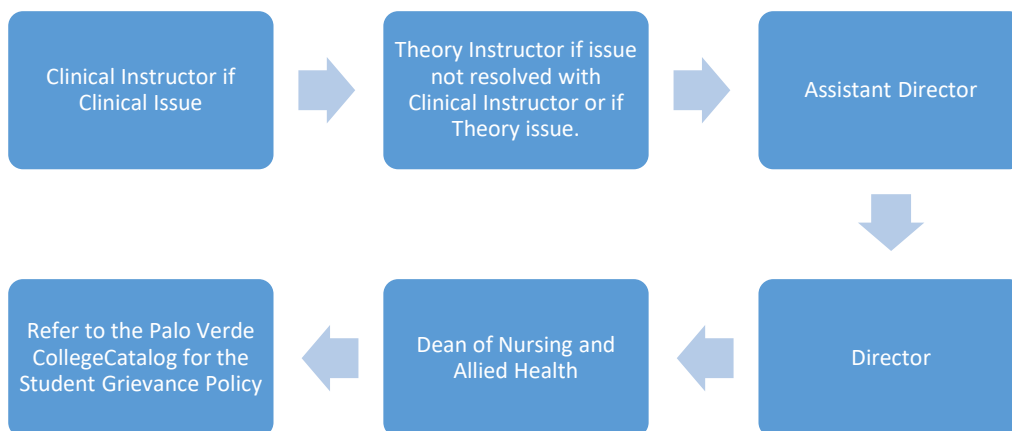 Clinical Instructor if
Clinical Issue
Theory Instructor if issue
not resolved with
Clinical Instructor or if
Theory issue.
Assistant Director
Director
Dean of Nursing and
Allied Health
Refer to the Palo Verde
CollegeCatalog for the
Student Grievance Policy